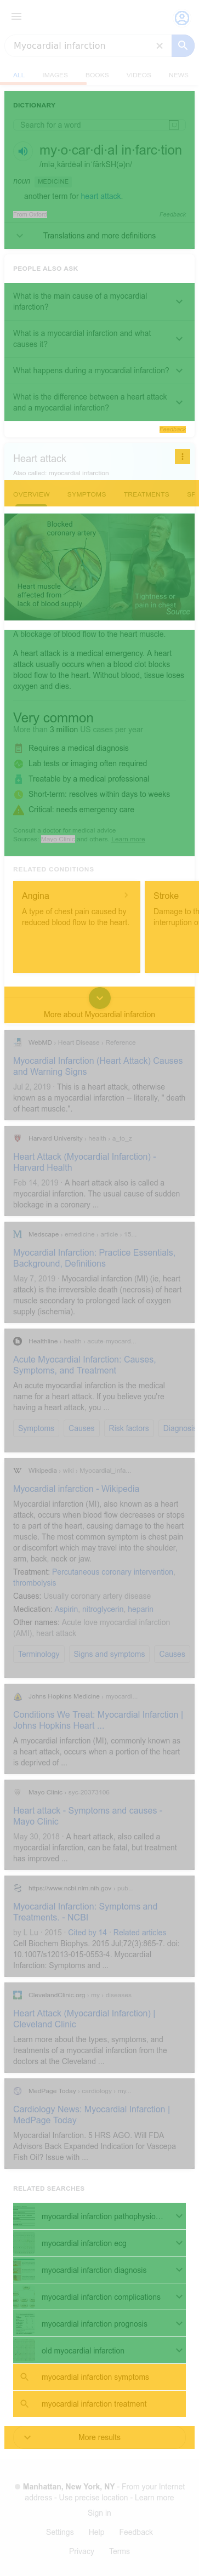 Myocardial infarction
ALL IMAGES BOOKS VIDEOS NEWS
DICTIONARY
Search for a word
my·o·car·di·al in·farc·tion
noun MEDICINE
another term for heart attack.
Feedback
Translations and more definitions
PEOPLE ALSO ASK
What is the main cause of a myocardial
infarction?
What is a myocardial infarction and what
causes it?
What happens during a myocardial infarction?
What is the difference between a heart attack
and a myocardial infarction?
Feedback
Heart attack
Also called: myocardial infarction
OVERVIEW SYMPTOMS TREATMENTS
Blocked
coronary artery
Heart muscle
affected from
lack of blood supply
Tightness or
pain in chest
Source
A blockage of blood flow to the heart muscle.
A heart attack is a medical emergency. A heart
attack usually occurs when a blood clot blocks
blood flow to the heart. Without blood, tissue loses
oxygen and dies.
Very common
More than 3 million US cases per year
Requires a medical diagnosis
Lab tests or imaging often required
Treatable by a medical professional
Short-term: resolves within days to weeks
Critical: needs emergency care
Consult a doctor for medical advice
Sources: Mayo Clinic and others. Learn more
RELATED CONDITIONS
Angina
Stroke
A type of chest pain caused by
reduced blood flow to the heart.
Damage to th
interruption o
More about Myocardial infarction
WebMD › Heart Disease › Reference
Myocardial Infarction (Heart Attack) Causes
and Warning Signs
Jul 2, 2019 · This is a heart attack, otherwise
known as a myocardial infarction -- literally, "death
of heart muscle."
Harvard University › health › a_to_z
Heart Attack (Myocardial Infarction) -
Harvard Health
Feb 14, 2019 · A heart attack also is called a
myocardial infarction. The usual cause of sudden
blockage in a coronary ...
Medscape › emedicine › article › 15...
Myocardial Infarction: Practice Essentials,
Background, Definitions
May 7, 2019 · Myocardial infarction (MI) (ie, heart
attack) is the irreversible death (necrosis) of heart
muscle secondary to prolonged lack of oxygen
supply (ischemia).
Healthline › health › acute-myocard...
Acute Myocardial Infarction: Causes,
Symptoms, and Treatment
An acute myocardial infarction is the medical
name for a heart attack. If you believe you're
having a heart attack, you ...
Symptoms Causes Risk factors Diagnosis
Wikipedia › wiki › Myocardial_infa...
Myocardial infarction - Wikipedia
Myocardial infarction (MI), also known as a heart
attack, occurs when blood flow decreases or stops
to a part of the heart, causing damage to the heart
muscle. The most common symptom is chest pain
or discomfort which may travel into the shoulder,
arm, back, neck or jaw.
Treatment: Percutaneous coronary intervention,
thrombolysis
Causes: Usually coronary artery disease
Medication: Aspirin, nitroglycerin, heparin
Other names: Acute love myocardial infarction
(AMI), heart attack
Terminology Signs and symptoms Causes
Johns Hopkins Medicine › myocardi...
Conditions We Treat: Myocardial Infarction |
Johns Hopkins Heart ...
A myocardial infarction (MI), commonly known as
a heart attack, occurs when a portion of the heart
is deprived of ...
Mayo Clinic › syc-20373106
Heart attack - Symptoms and causes -
Mayo Clinic
May 30, 2018 · A heart attack, also called a
myocardial infarction, can be fatal, but treatment
has improved ...
https://www.ncbi.nlm.nih.gov › pub...
Myocardial Infarction: Symptoms and
Treatments. - NCBI
by L Lu · 2015 · Cited by 14 · Related articles
Cell Biochem Biophys. 2015 Jul;72(3):865-7. doi:
10.1007/s12013-015-0553-4. Myocardial
Infarction: Symptoms and ...
ClevelandClinic.org › my › diseases
Heart Attack (Myocardial Infarction) |
Cleveland Clinic
Learn more about the types, symptoms, and
treatments of a myocardial infarction from the
doctors at the Cleveland ...
MedPage Today › cardiology › my...
Cardiology News: Myocardial Infarction |
MedPage Today
Myocardial Infarction. 5 HRS AGO. Will FDA
Advisors Back Expanded Indication for Vascepa
Fish Oil? Issue with ...
RELATED SEARCHES
myocardial infarction pathophysio...
myocardial infarction ecg
myocardial infarction diagnosis
myocardial infarction complications
myocardial infarction prognosis
old myocardial infarction
myocardial infarction symptoms
myocardial infarction treatment
More results
Manhattan, New York, NY - From your Internet
address - Use precise location - Learn more
Sign in
Settings Help Feedback
Privacy Terms